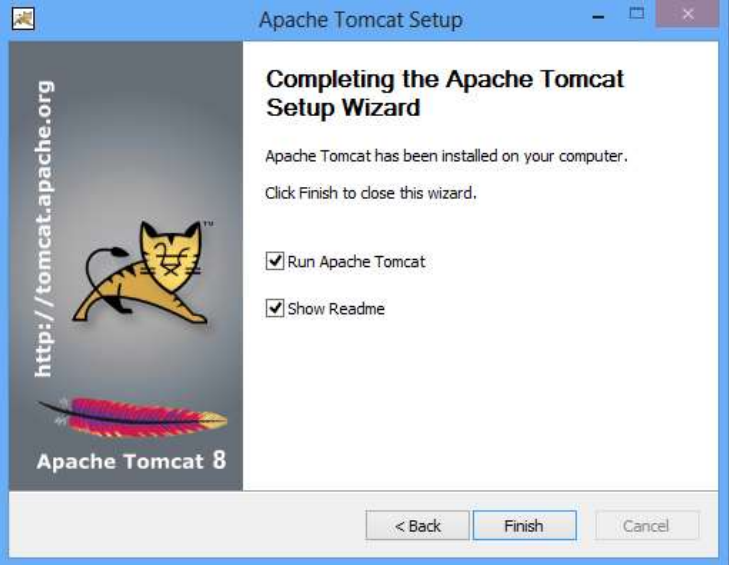 Apache Tomcat Setup
http://tomcat.apache.org
TM
Apache Tomcat 8
Completing the Apache Tomcat
Setup Wizard
Apache Tomcat has been installed on your computer.
Click Finish to close this wizard.
Run Apache Tomcat
Show Readme
< Back
Finish
Cancel